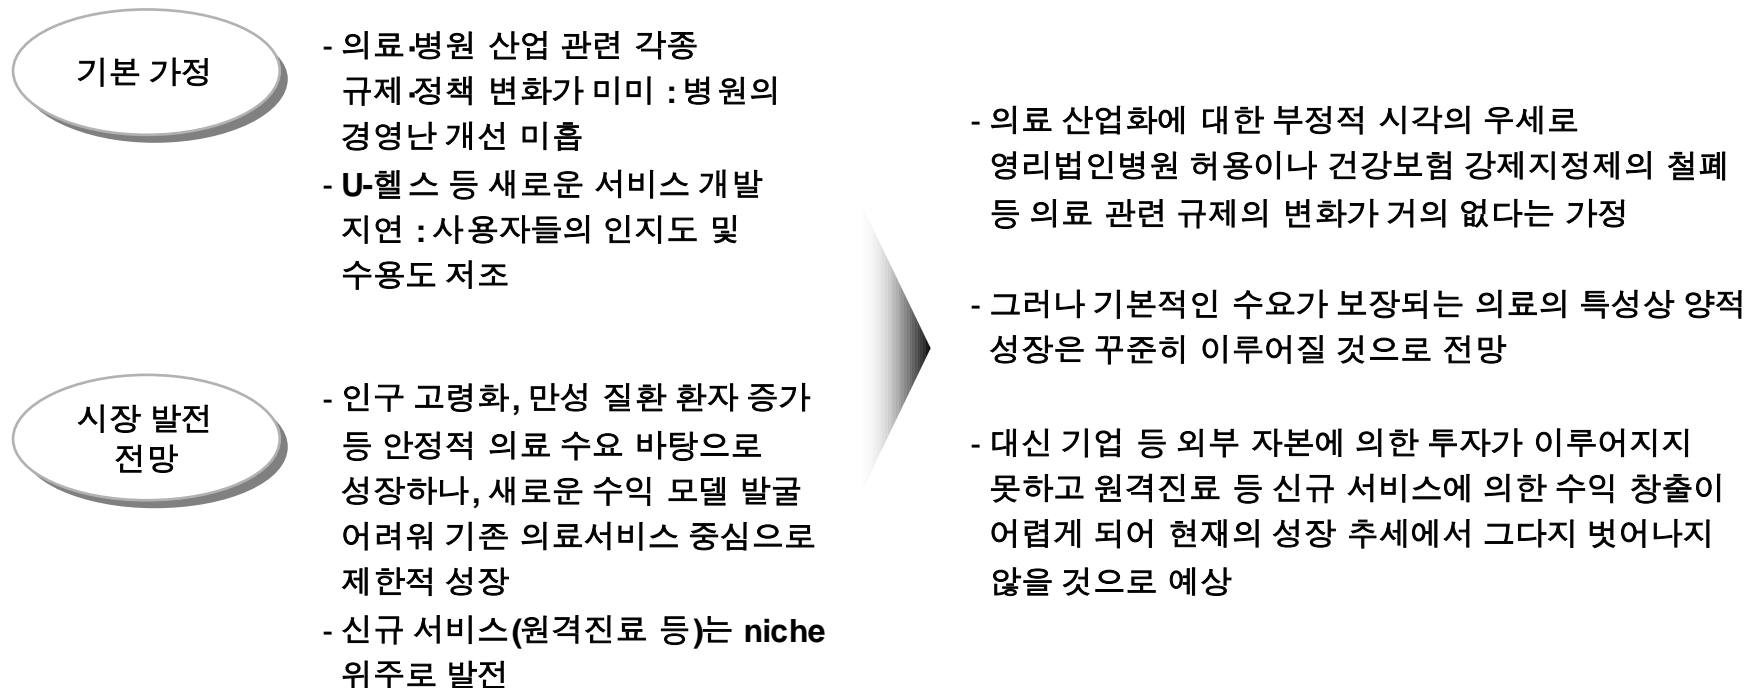 기본 가정
- 의료·병원 산업 관련 각종
규제·정책 변화가 미미 : 병원의
경영난 개선 미흡
- U-헬스 등 새로운 서비스 개발
지연 : 사용자들의 인지도 및
수용도 저조
시장 발전
전망
- 인구 고령화, 만성 질환 환자 증가
등 안정적 의료 수요 바탕으로
성장하나, 새로운 수익 모델 발굴
어려워 기존 의료서비스 중심으로
제한적 성장
- 신규 서비스(원격진료 등)는 niche
위주로 발전
- 의료 산업화에 대한 부정적 시각의 우세로
영리법인병원 허용이나 건강보험 강제지정제의 철폐
등 의료 관련 규제의 변화가 거의 없다는 가정
- 그러나 기본적인 수요가 보장되는 의료의 특성상 양적
성장은 꾸준히 이루어질 것으로 전망
- 대신 기업 등 외부 자본에 의한 투자가 이루어지지
못하고 원격진료 등 신규 서비스에 의한 수익 창출이
어렵게 되어 현재의 성장 추세에서 그다지 벗어나지
않을 것으로 예상